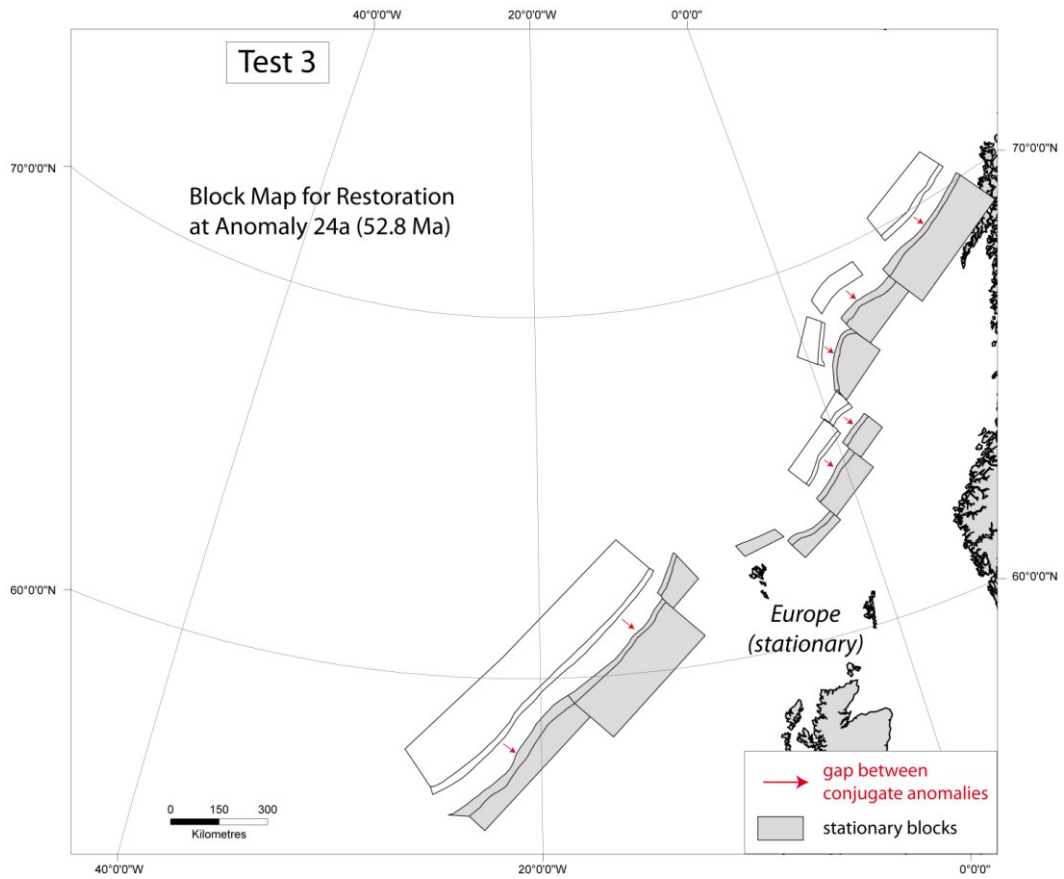 40°0'0"W 20°0'0"W 0°0'0"
Test 3
70°0'0"N 70°0'0"N
Block Map for Restoration
at Anomaly 24a (52.8 Ma)
60°0'0"N 60°0'0"N
Europe
(stationary)
gap between
conjugate anomalies
stationary blocks
0 150 300
Kilometres
40°0'0"W 20°0'0"W 0°0'0"